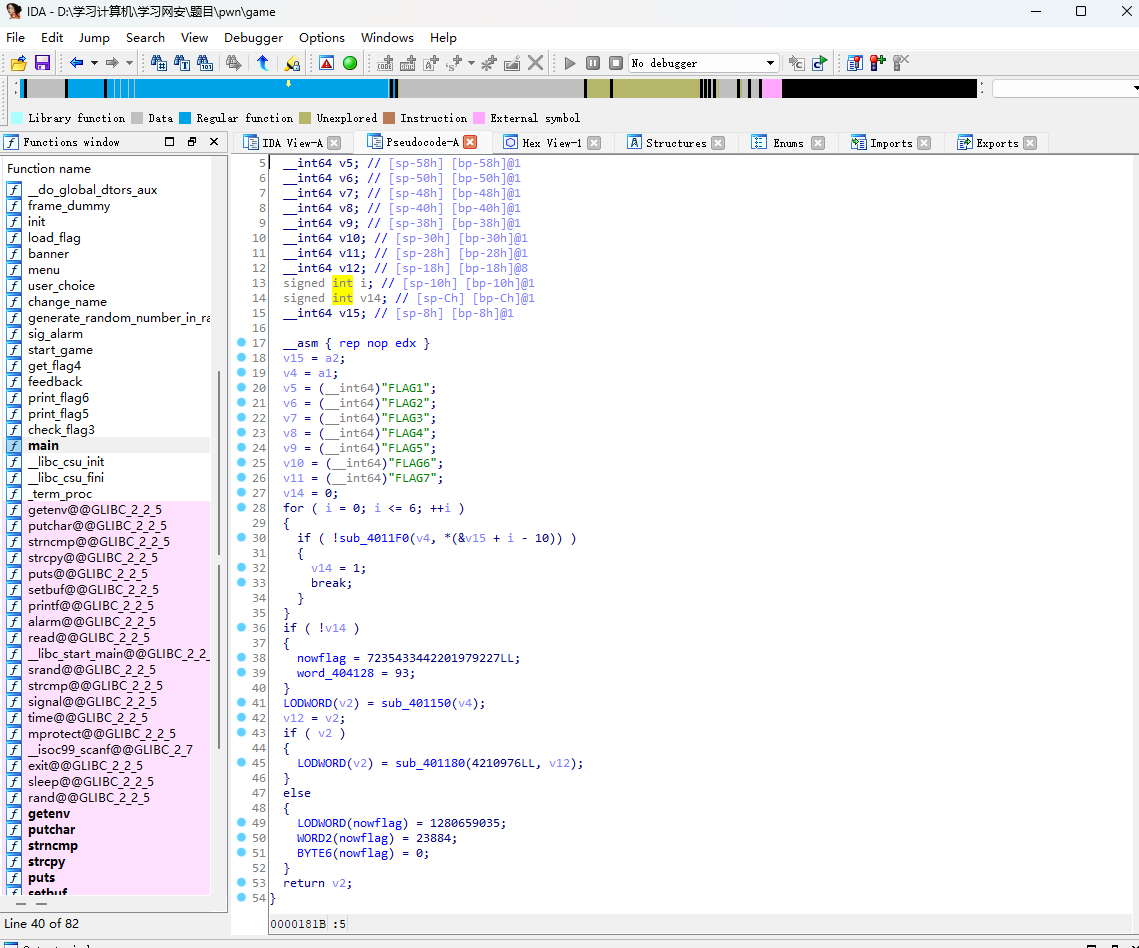 IDA - D:\学习计算机\学习网安\题目\pwn\game
File Edit Jump Search View Debugger Options Windows Help
No debugger
Library function Data Regular function Unexplored Instruction External symbol
Functions window
IDA View-A Pseudocode-A Hex View-1 Structures Enums Imports Exports
Function name
__do_global_dtors_aux
frame_dummy
init
load_flag
banner
menu
user_choice
change_name
generate_random_number_in_ra
sig_alarm
start_game
get_flag4
feedback
print_flag6
print_flag5
check_flag3
main
__libc_csu_init
__libc_csu_fini
_term_proc
getenv@@GLIBC_2_2_5
putchar@@GLIBC_2_2_5
strncmp@@GLIBC_2_2_5
strcpy@@GLIBC_2_2_5
puts@@GLIBC_2_2_5
setbuf@@GLIBC_2_2_5
printf@@GLIBC_2_2_5
alarm@@GLIBC_2_2_5
read@@GLIBC_2_2_5
__libc_start_main@@GLIBC_2_2_
srand@@GLIBC_2_2_5
strcmp@@GLIBC_2_2_5
signal@@GLIBC_2_2_5
time@@GLIBC_2_2_5
mprotect@@GLIBC_2_2_5
__isoc99_scanf@@GLIBC_2_7
exit@@GLIBC_2_2_5
sleep@@GLIBC_2_2_5
rand@@GLIBC_2_2_5
getenv
putchar
strncmp
strcpy
puts
setbuf
Line 40 of 82
5 __int64 v5; // [sp-58h] [bp-58h]@1
6 __int64 v6; // [sp-50h] [bp-50h]@1
7 __int64 v7; // [sp-48h] [bp-48h]@1
8 __int64 v8; // [sp-40h] [bp-40h]@1
9 __int64 v9; // [sp-38h] [bp-38h]@1
10 __int64 v10; // [sp-30h] [bp-30h]@1
11 __int64 v11; // [sp-28h] [bp-28h]@1
12 __int64 v12; // [sp-18h] [bp-18h]@8
13 signed int i; // [sp-10h] [bp-10h]@1
14 signed int v14; // [sp-Ch] [bp-Ch]@1
15 __int64 v15; // [sp-8h] [bp-8h]@1
16
17 __asm { rep nop edx }
18 v15 = a2;
19 v4 = a1;
20 v5 = (__int64)"FLAG1";
21 v6 = (__int64)"FLAG2";
22 v7 = (__int64)"FLAG3";
23 v8 = (__int64)"FLAG4";
24 v9 = (__int64)"FLAG5";
25 v10 = (__int64)"FLAG6";
26 v11 = (__int64)"FLAG7";
27 v14 = 0;
28 for ( i = 0; i <= 6; ++i )
29 {
30 if ( !sub_4011F0(v4, *(&v15 + i - 10)) )
31 {
32 v14 = 1;
33 break;
34 }
35 }
36 if ( !v14 )
37 {
38 nowflag = 7235433442201979227LL;
39 word_404128 = 93;
40 }
41 LODWORD(v2) = sub_401150(v4);
42 v12 = v2;
43 if ( v2 )
44 {
45 LODWORD(v2) = sub_401180(4210976LL, v12);
46 }
47 else
48 {
49 LODWORD(nowflag) = 1280659035;
50 WORD2(nowflag) = 23884;
51 BYTE6(nowflag) = 0;
52 }
53 return v2;
54 }
0000181B :5